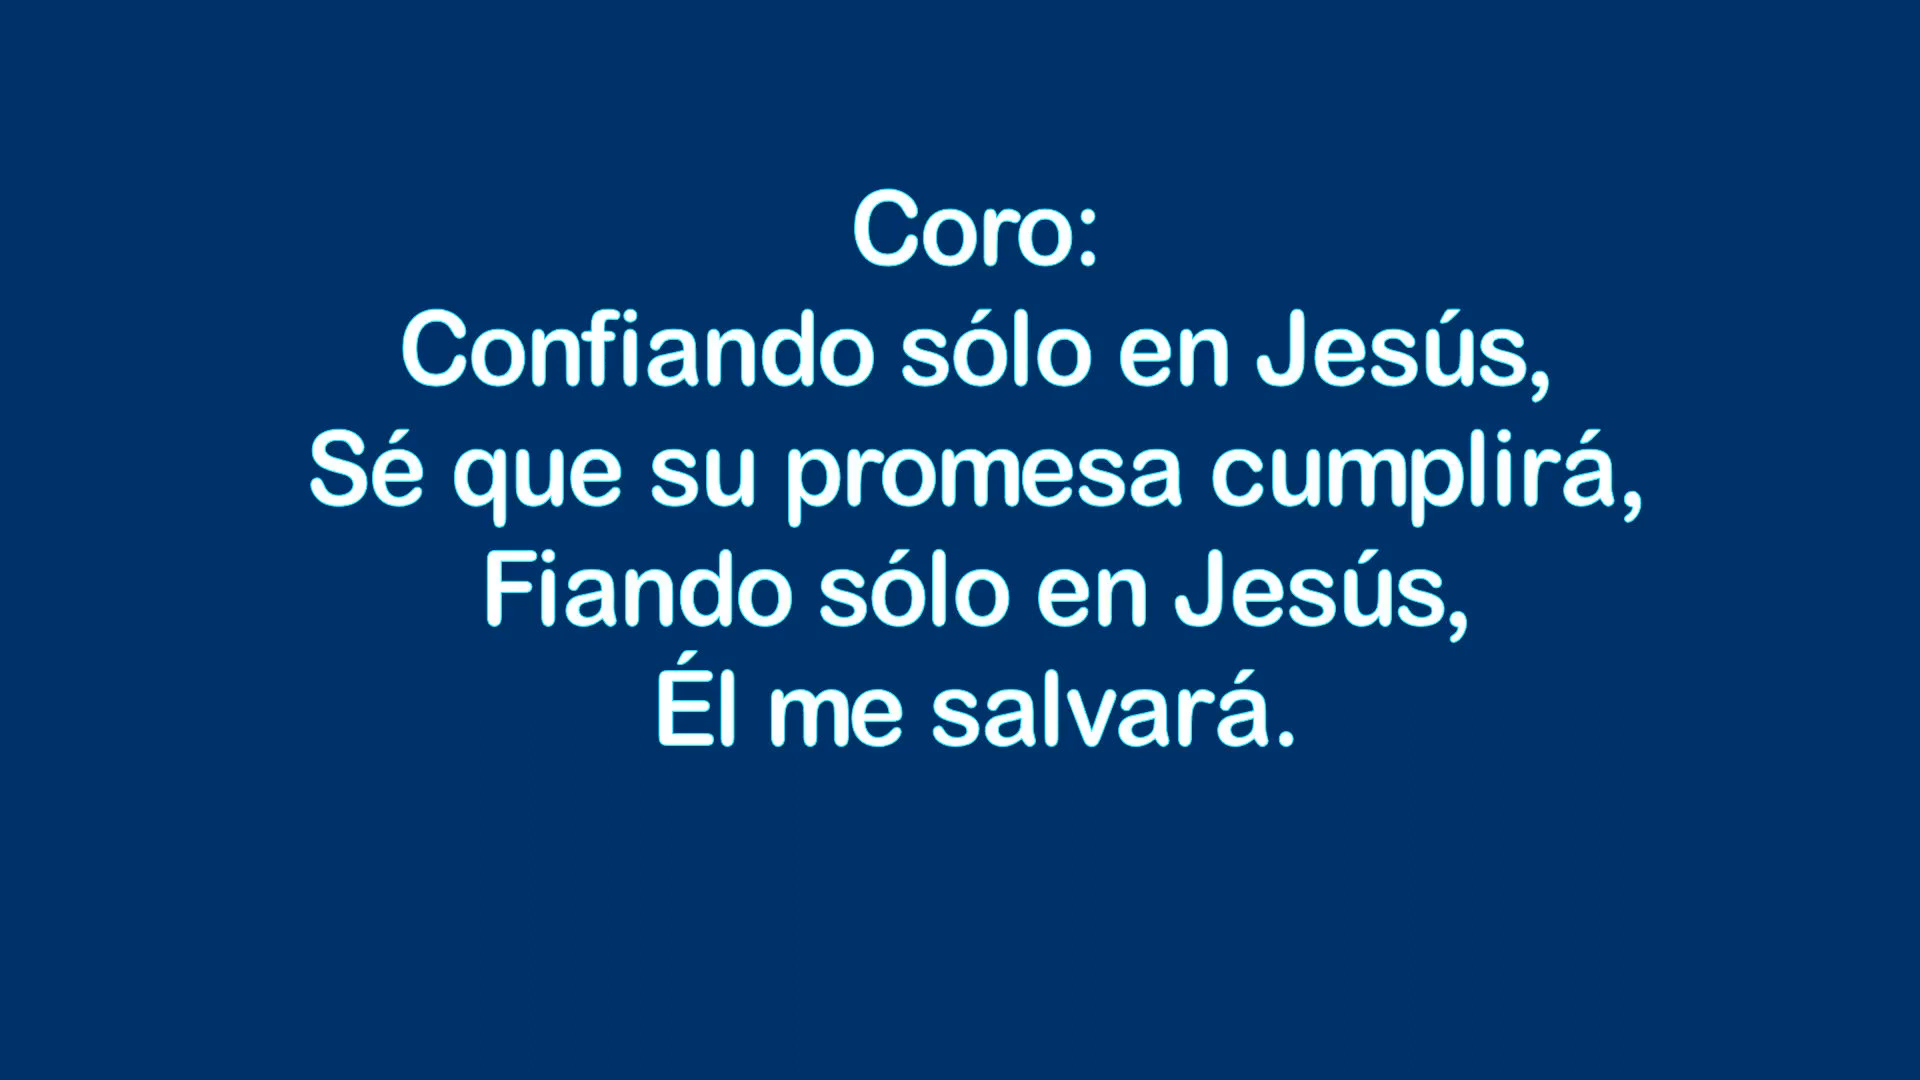 Coro:
Confiando sólo en Jesús,
Sé que su promesa cumplirá,
Fiando sólo en Jesús,
Él me salvará.